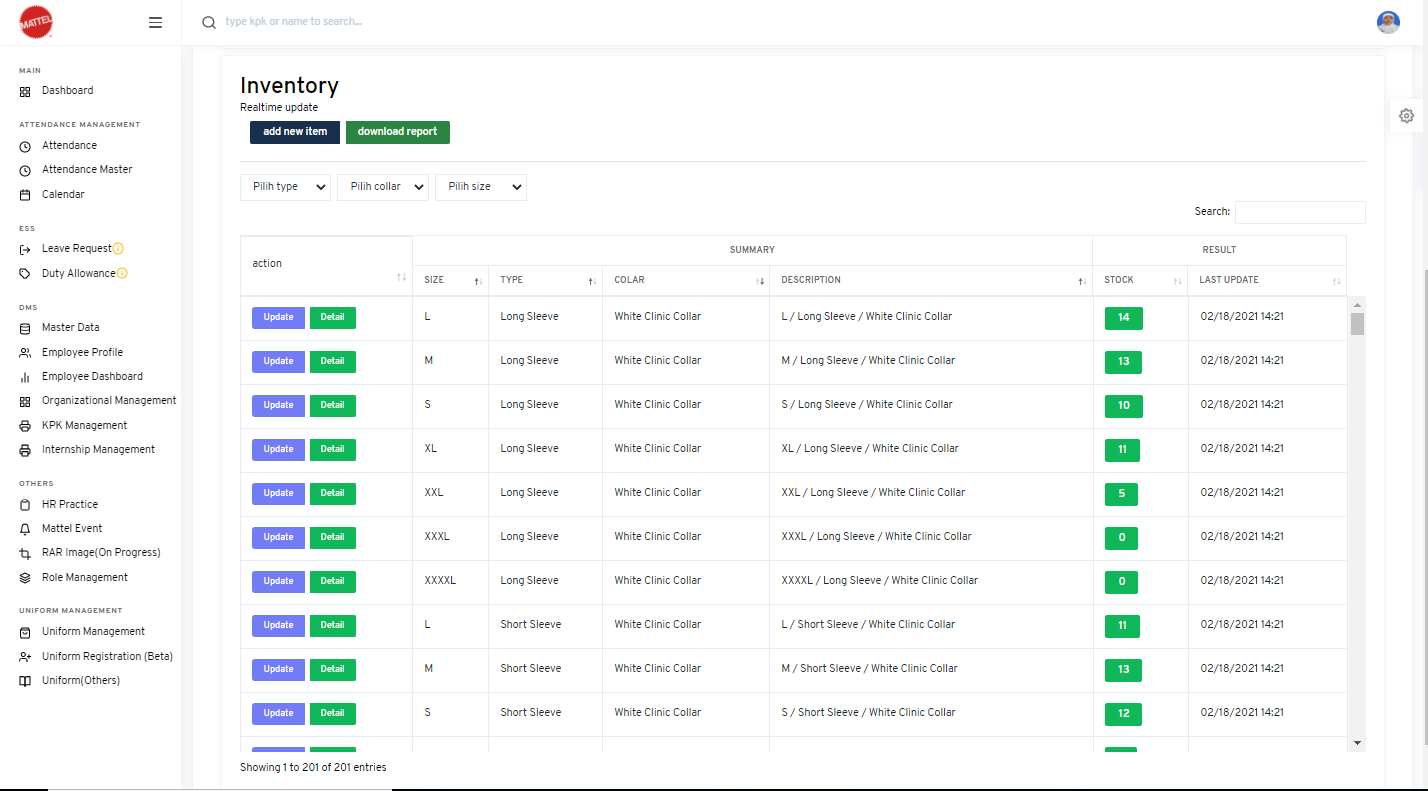 MATTEL
type kpk or name to search...
MAIN
Dashboard
ATTENDANCE MANAGEMENT
Attendance
Attendance Master
Calendar
ESS
Leave Request
Duty Allowance
DMS
Master Data
Employee Profile
Employee Dashboard
Organizational Management
KPK Management
Internship Management
OTHERS
HR Practice
Mattel Event
RAR Image(On Progress)
Role Management
UNIFORM MANAGEMENT
Uniform Management
Uniform Registration (Beta)
Uniform(Others)
Inventory
Realtime update
add new item download report
Pilih type Pilih collar Pilih size
Search:
action SUMMARY RESULT
SIZE TYPE COLAR DESCRIPTION STOCK LAST UPDATE
Update Detail L Long Sleeve White Clinic Collar L / Long Sleeve / White Clinic Collar 14 02/18/2021 14:21
Update Detail M Long Sleeve White Clinic Collar M / Long Sleeve / White Clinic Collar 13 02/18/2021 14:21
Update Detail S Long Sleeve White Clinic Collar S / Long Sleeve / White Clinic Collar 10 02/18/2021 14:21
Update Detail XL Long Sleeve White Clinic Collar XL / Long Sleeve / White Clinic Collar 11 02/18/2021 14:21
Update Detail XXL Long Sleeve White Clinic Collar XXL / Long Sleeve / White Clinic Collar 5 02/18/2021 14:21
Update Detail XXXL Long Sleeve White Clinic Collar XXXL / Long Sleeve / White Clinic Collar 0 02/18/2021 14:21
Update Detail XXXXL Long Sleeve White Clinic Collar XXXXL / Long Sleeve / White Clinic Collar 0 02/18/2021 14:21
Update Detail L Short Sleeve White Clinic Collar L / Short Sleeve / White Clinic Collar 11 02/18/2021 14:21
Update Detail M Short Sleeve White Clinic Collar M / Short Sleeve / White Clinic Collar 13 02/18/2021 14:21
Update Detail S Short Sleeve White Clinic Collar S / Short Sleeve / White Clinic Collar 12 02/18/2021 14:21
Showing 1 to 201 of 201 entries